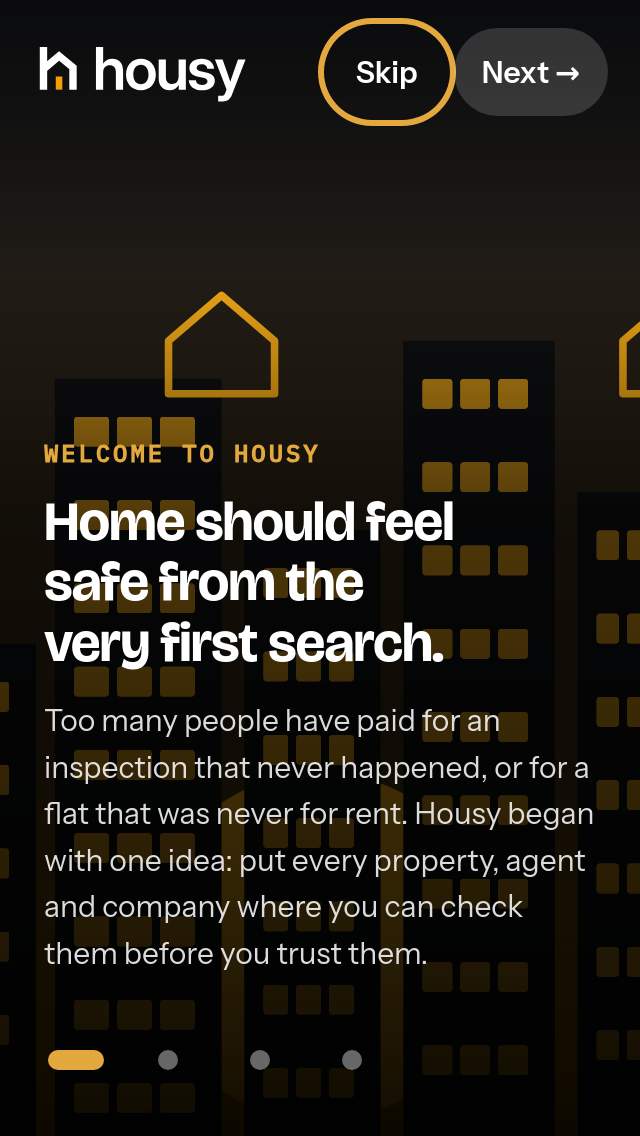 housy
Skip
Next →
WELCOME TO HOUSY
Home should feel
safe from the
very first search.
Too many people have paid for an
inspection that never happened, or for a
flat that was never for rent. Housy began
with one idea: put every property, agent
and company where you can check
them before you trust them.